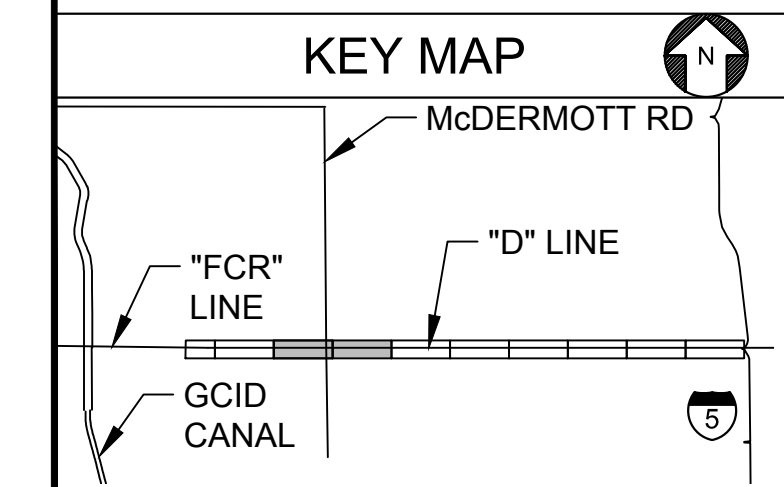 KEY MAP
N
McDERMOTT RD
"D" LINE
"FCR"
LINE
GCID
CANAL
5